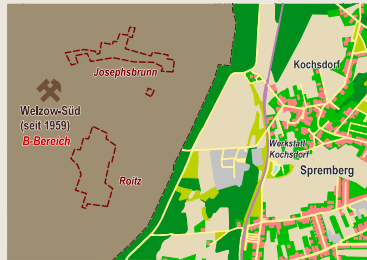 Josephsbrunn
Kochsdorf
Welzow-Süd
(seit 1959)
B-Bereich
Werkstatt
Kochsdorf
Spremberg
Roitz